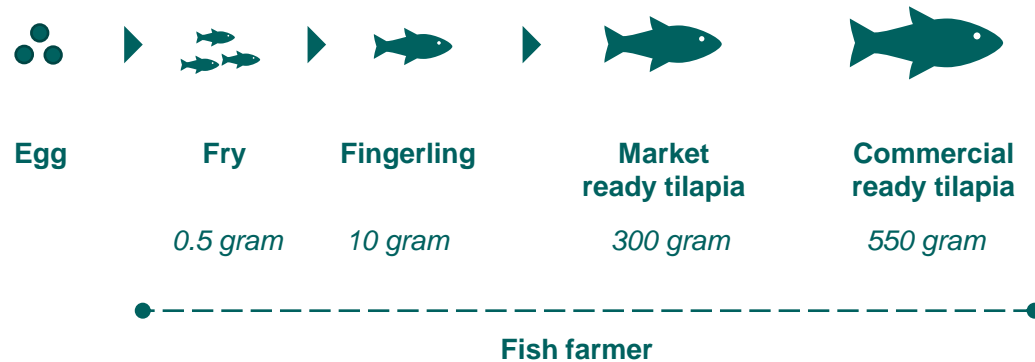 Egg
Fry
Fingerling
Market
ready tilapia
Commercial
ready tilapia
0.5 gram
10 gram
300 gram
550 gram
Fish farmer